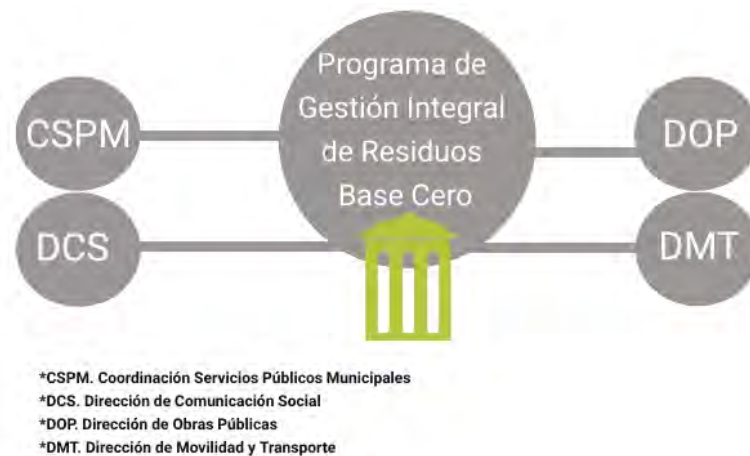 Programa de
Gestión Integral
de Residuos
Base Cero
CSPM
DOP
DCS
DMT
*CSPM. Coordinación Servicios Públicos Municipales
*DCS. Dirección de Comunicación Social
*DOP. Dirección de Obras Públicas
*DMT. Dirección de Movilidad y Transporte